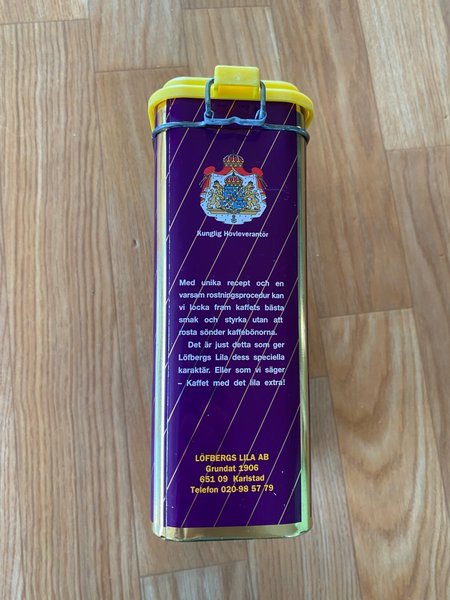 Kunglig Hovleverantör
Med unika recept och en
varsam rostningsprocedur kan
vi locka fram kaffets bästa
smak och styrka utan att
rosta sönder kaffebönorna.
Det är just detta som ger
Löfbergs Lila dess speciella
karaktär. Eller som vi säger
– Kaffet med det lila extra!
LÖFBERGS LILA AB
Grundat 1906
651 09 Karlstad
Telefon 020-98 57 79